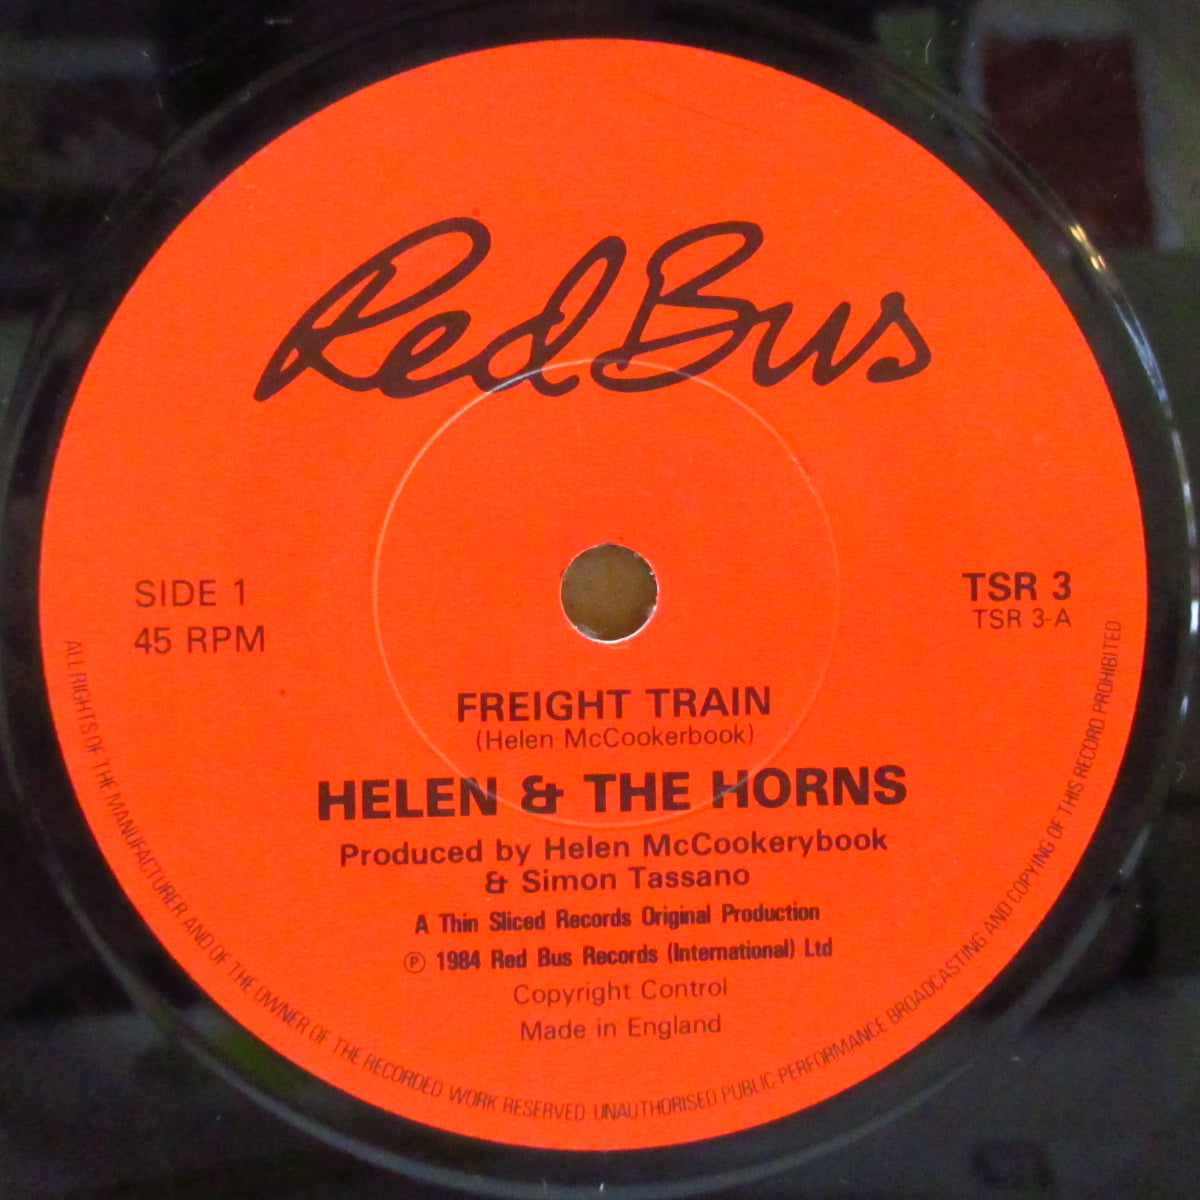 Red Bus
SIDE 1
45 RPM
TSR 3
TSR 3-A
FREIGHT TRAIN
(Helen McCookerbook)
HELEN & THE HORNS
Produced by Helen McCookerybook
& Simon Tassano
A Thin Sliced Records Original Production
℗ 1984 Red Bus Records (International) Ltd
Copyright Control
Made in England
ALL RIGHTS OF THE MANUFACTURER AND OF THE OWNER OF THE RECORDED WORK RESERVED UNAUTHORISED PUBLIC PERFORMANCE BROADCASTING AND COPYING OF THIS RECORD PROHIBITED